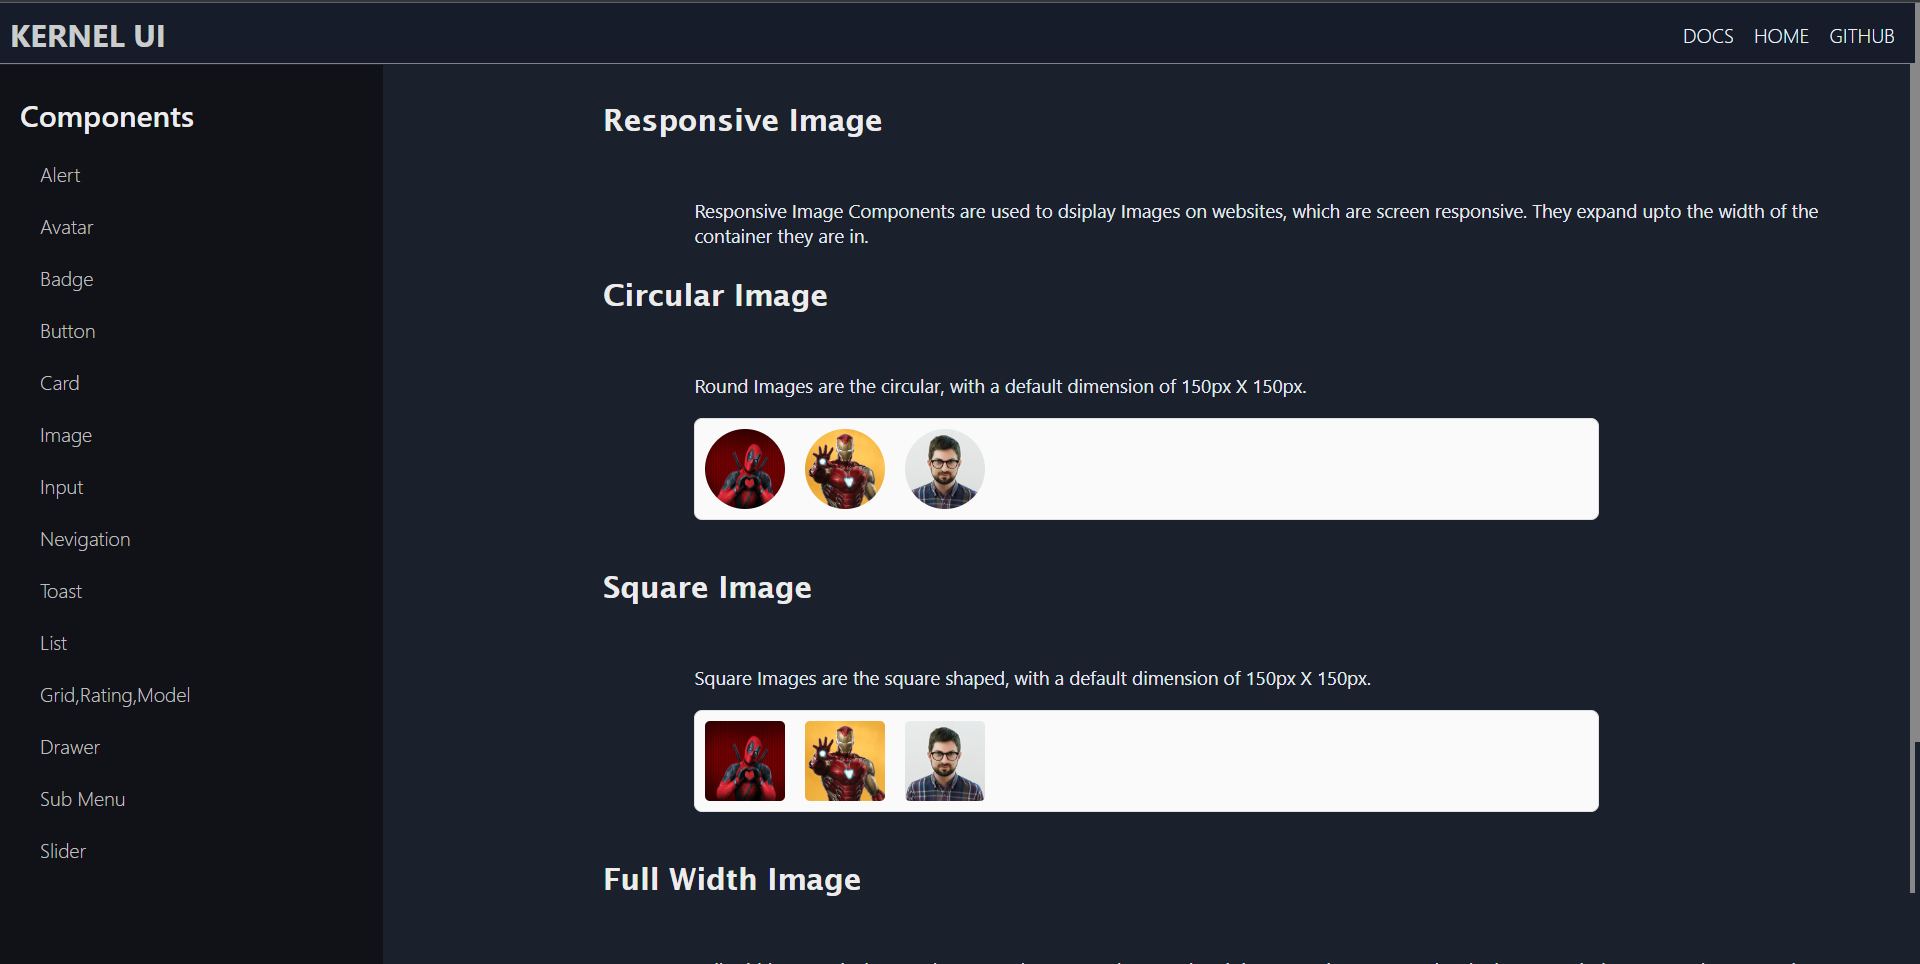 KERNEL UI
DOCS HOME GITHUB
Components
Alert
Avatar
Badge
Button
Card
Image
Input
Nevigation
Toast
List
Grid,Rating,Model
Drawer
Sub Menu
Slider
Responsive Image
Responsive Image Components are used to dsiplay Images on websites, which are screen responsive. They expand upto the width of the
container they are in.
Circular Image
Round Images are the circular, with a default dimension of 150px X 150px.
Square Image
Square Images are the square shaped, with a default dimension of 150px X 150px.
Full Width Image